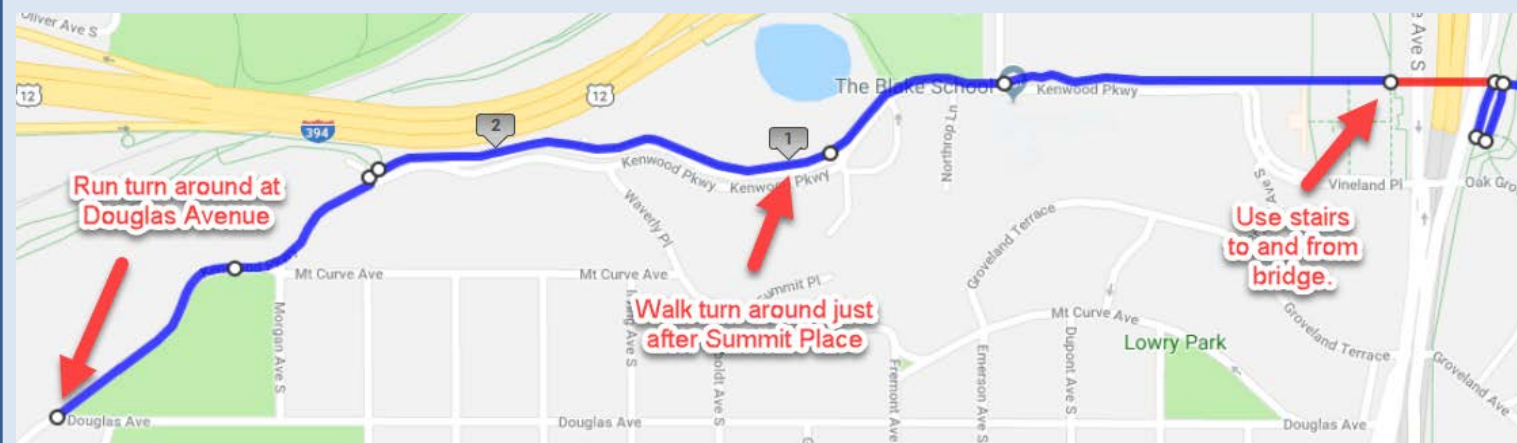 Oliver Ave S
12
394
12
2
1
The Blake School
Kenwood Pkwy
Northrop Ln
Ave S
Vineland Pl
Oak Gro
Run turn around at
Douglas Avenue
Kenwood Pkwy
Kenwood Pkwy
Waverly Pl
Groveland Terrace
Use stairs
to and from
bridge.
Mt Curve Ave
Mt Curve Ave
Summit Pl
Walk turn around just
after Summit Place
Mt Curve Ave
Lowry Park
Groveland Terrace
Groveland Ave
Morgan Ave S
Ave S
Fremont Ave
Emerson Ave S
Dupont Ave S
Douglas Ave
Douglas Ave
Douglas Ave